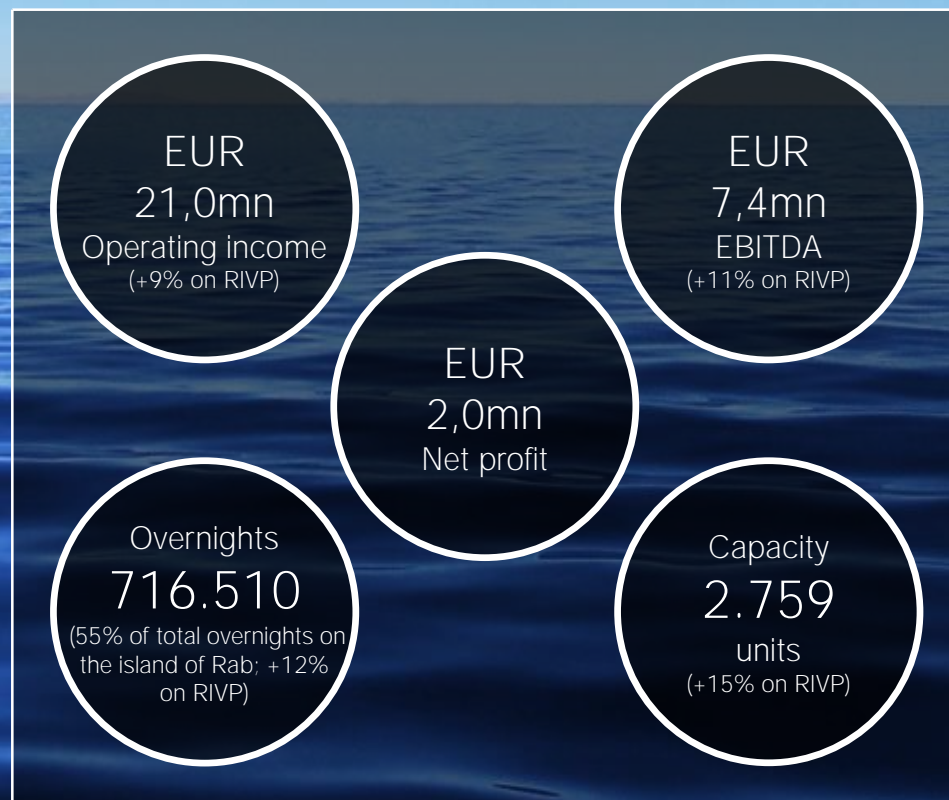 EUR
21,0mn
Operating income
(+9% on RIVP)
EUR
7,4mn
EBITDA
(+11% on RIVP)
EUR
2,0mn
Net profit
Overnights
716.510
(55% of total overnights on
the island of Rab; +12%
on RIVP)
Capacity
2.759
units
(+15% on RIVP)